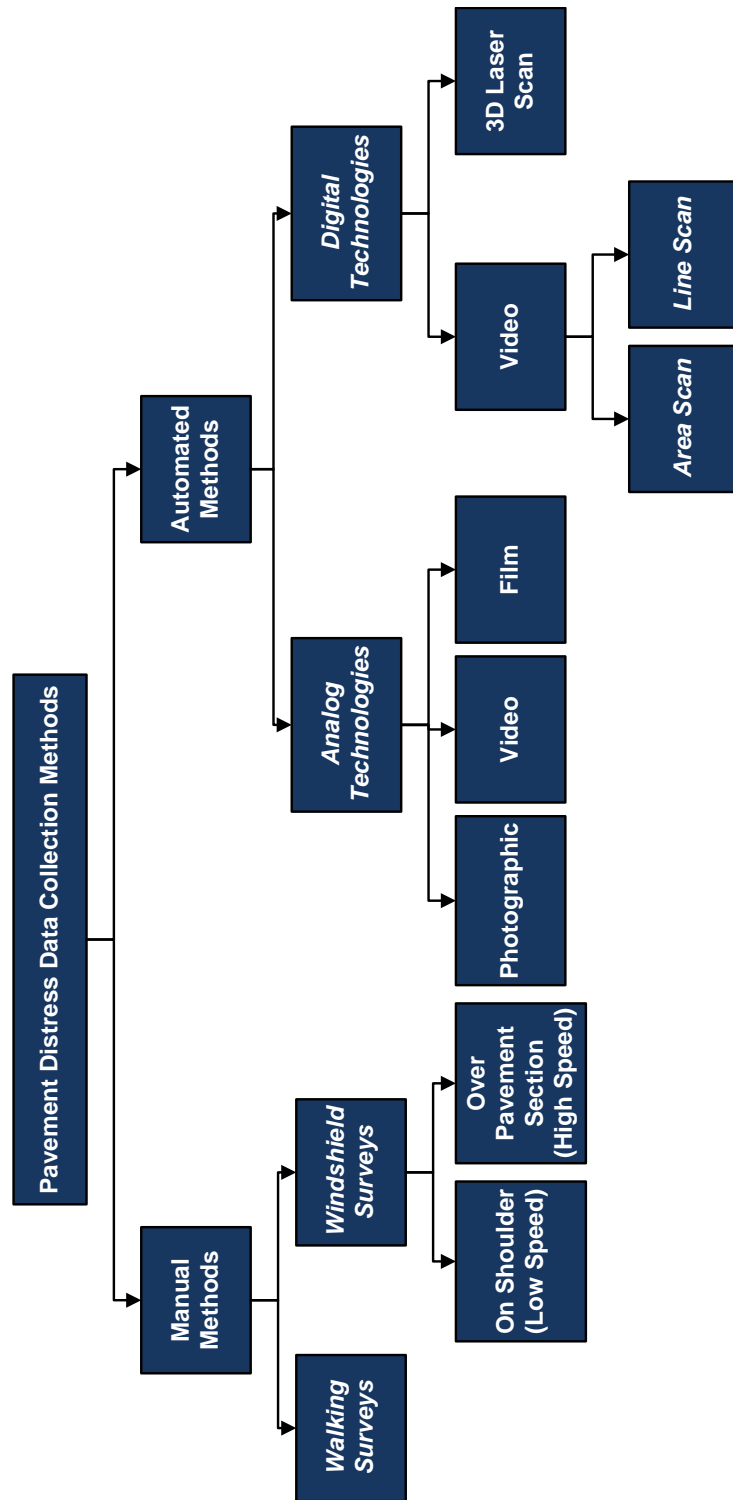 Pavement Distress Data Collection Methods
Manual
Methods
Automated
Methods
Walking
Surveys
Windshield
Surveys
Analog
Technologies
Digital
Technologies
On Shoulder
(Low Speed)
Over
Pavement
Section
(High Speed)
Photographic
Video
Film
Video
3D Laser
Scan
Area Scan
Line Scan